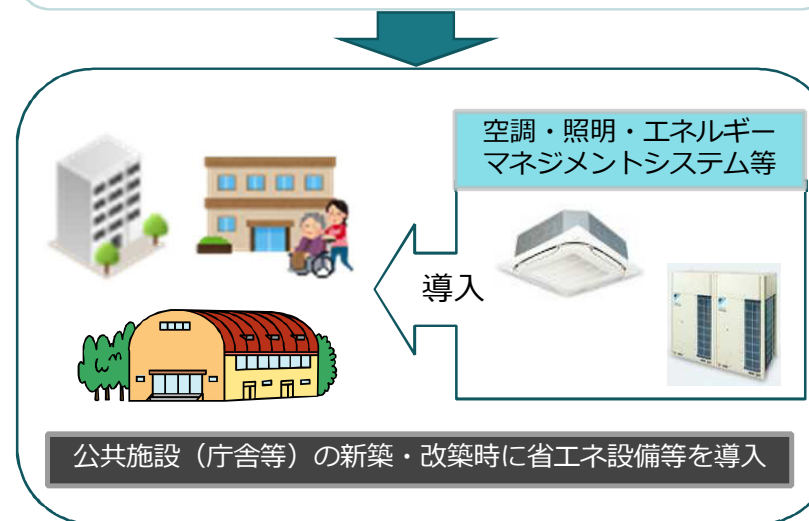 空調・照明・エネルギー
マネジメントシステム等
導入
公共施設（庁舎等）の新築・改築時に省エネ設備等を導入